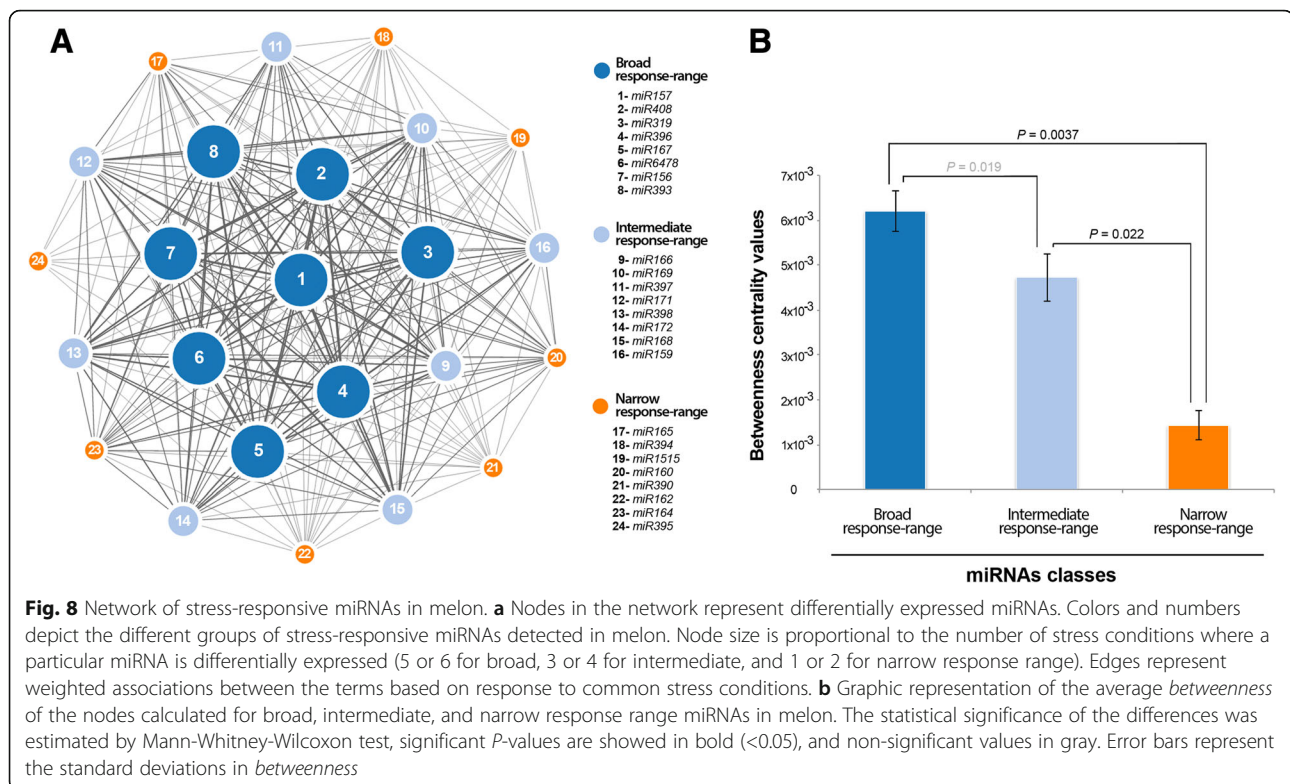 A
18
11
17
10
19
8
12
2
16
3
7
24
1
13
6
9
20
4
23
5
21
15
14
22
Broad
response-range
1- miR157
2- miR408
3- miR319
4- miR396
5- miR167
6- miR6478
7- miR156
8- miR393
Intermediate
response-range
9- miR166
10- miR169
11- miR397
12- miR171
13- miR398
14- miR172
15- miR168
16- miR159
Narrow
response-range
17- miR165
18- miR394
19- miR1515
20- miR160
21- miR390
22- miR162
23- miR164
24- miR395
B
P = 0.0037
P = 0.019
P = 0.022
Betweenness centrality values
7x10-3
6x10-3
5x10-3
4x10-3
3x10-3
2x10-3
1x10-3
0
Broad
response-range
Intermediate
response-range
Narrow
response-range
miRNAs classes
Fig. 8 Network of stress-responsive miRNAs in melon. a Nodes in the network represent differentially expressed miRNAs. Colors and numbers
depict the different groups of stress-responsive miRNAs detected in melon. Node size is proportional to the number of stress conditions where a
particular miRNA is differentially expressed (5 or 6 for broad, 3 or 4 for intermediate, and 1 or 2 for narrow response range). Edges represent
weighted associations between the terms based on response to common stress conditions. b Graphic representation of the average betweenness
of the nodes calculated for broad, intermediate, and narrow response range miRNAs in melon. The statistical significance of the differences was
estimated by Mann-Whitney-Wilcoxon test, significant P-values are showed in bold (<0.05), and non-significant values in gray. Error bars represent
the standard deviations in betweenness